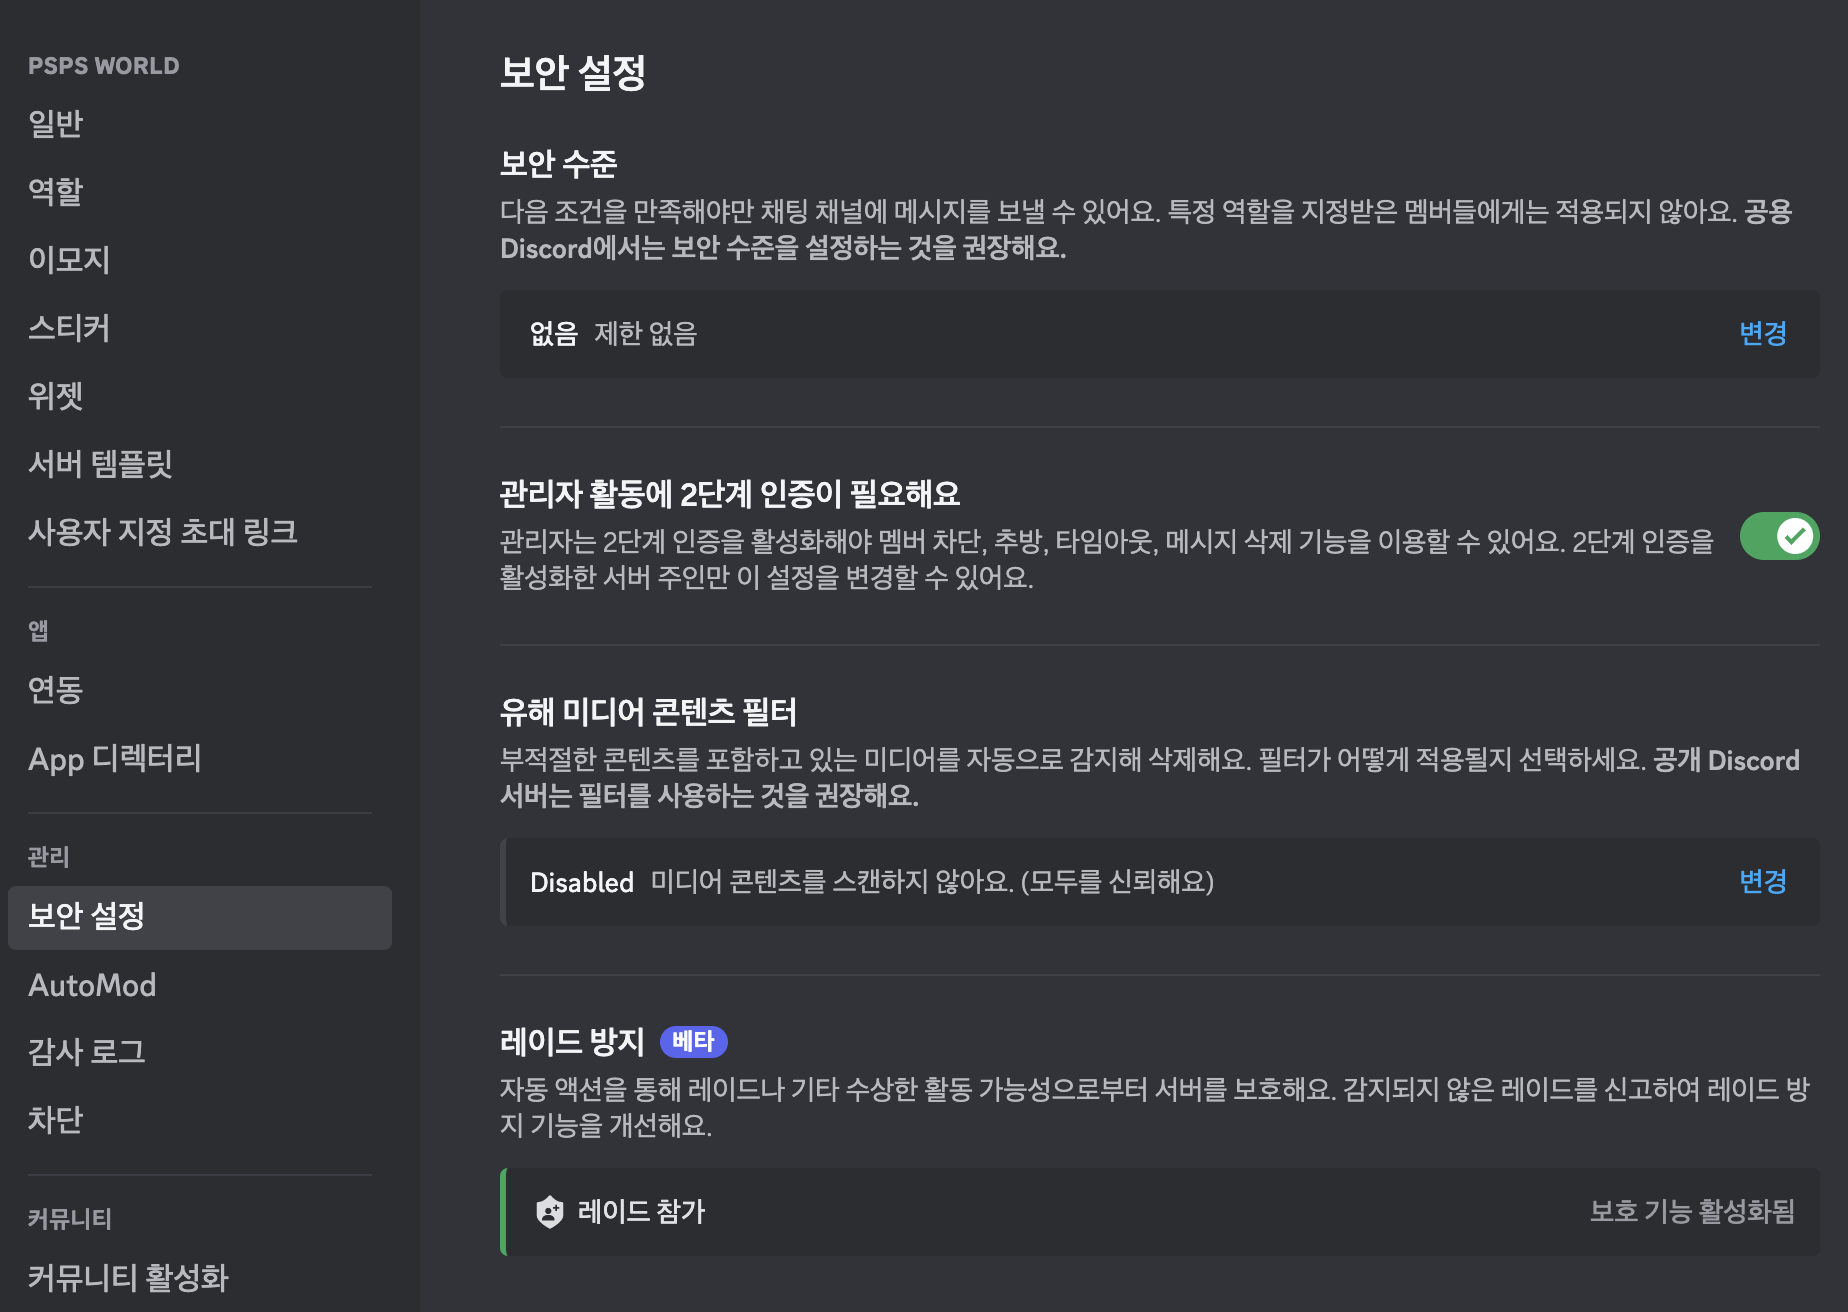 PSPS WORLD
일반
역할
이모지
스티커
위젯
서버 템플릿
사용자 지정 초대 링크
앱
연동
App 디렉터리
관리
보안 설정
AutoMod
감사 로그
차단
커뮤니티
커뮤니티 활성화
보안 설정
보안 수준
다음 조건을 만족해야만 채팅 채널에 메시지를 보낼 수 있어요. 특정 역할을 지정받은 멤버들에게는 적용되지 않아요. 공용
Discord에서는 보안 수준을 설정하는 것을 권장해요.
없음 제한 없음 변경
관리자 활동에 2단계 인증이 필요해요
관리자는 2단계 인증을 활성화해야 멤버 차단, 추방, 타임아웃, 메시지 삭제 기능을 이용할 수 있어요. 2단계 인증을
활성화한 서버 주인만 이 설정을 변경할 수 있어요.
유해 미디어 콘텐츠 필터
부적절한 콘텐츠를 포함하고 있는 미디어를 자동으로 감지해 삭제해요. 필터가 어떻게 적용될지 선택하세요. 공개 Discord
서버는 필터를 사용하는 것을 권장해요.
Disabled 미디어 콘텐츠를 스캔하지 않아요. (모두를 신뢰해요) 변경
레이드 방지 베타
자동 액션을 통해 레이드나 기타 수상한 활동 가능성으로부터 서버를 보호해요. 감지되지 않은 레이드를 신고하여 레이드 방
지 기능을 개선해요.
레이드 참가 보호 기능 활성화됨